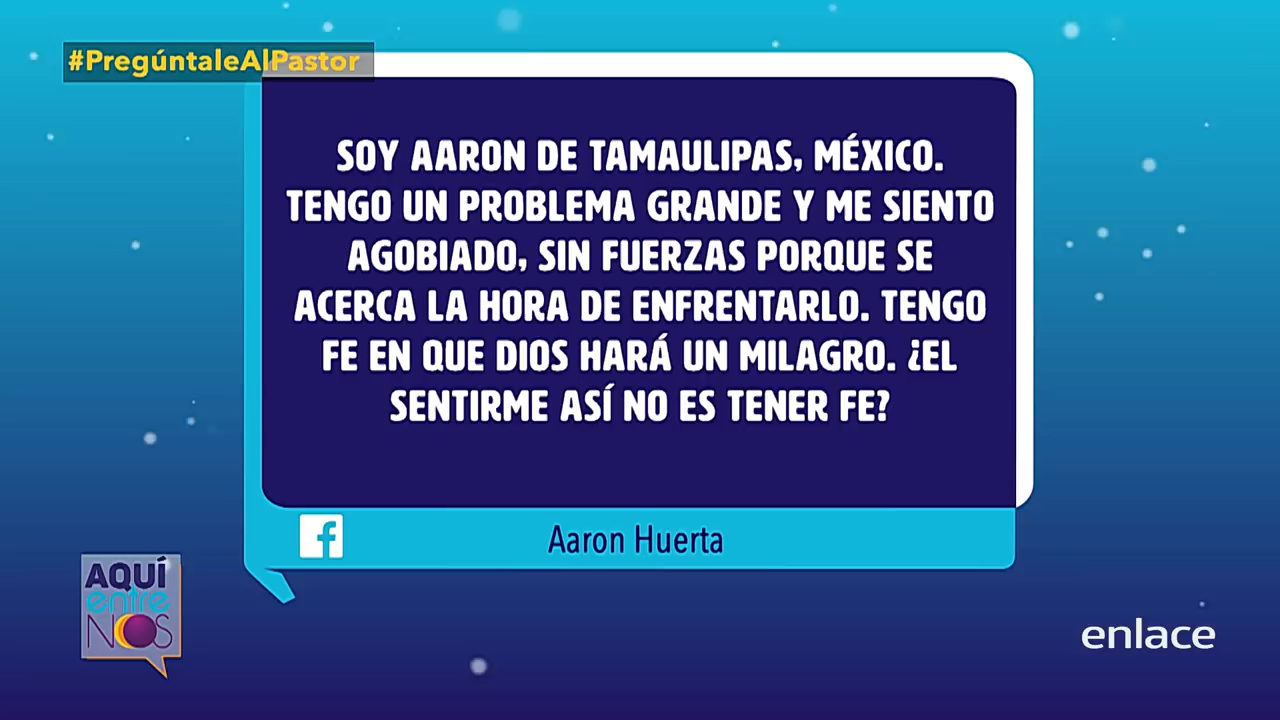 #PregúntaleAlPastor
SOY AARON DE TAMAULIPAS, MÉXICO.
TENGO UN PROBLEMA GRANDE Y ME SIENTO
AGOBIADO, SIN FUERZAS PORQUE SE
ACERCA LA HORA DE ENFRENTARLO. TENGO
FE EN QUE DIOS HARÁ UN MILAGRO. ¿EL
SENTIRME ASÍ NO ES TENER FE?
f
Aaron Huerta
AQUÍ
entre
NOS
enlace